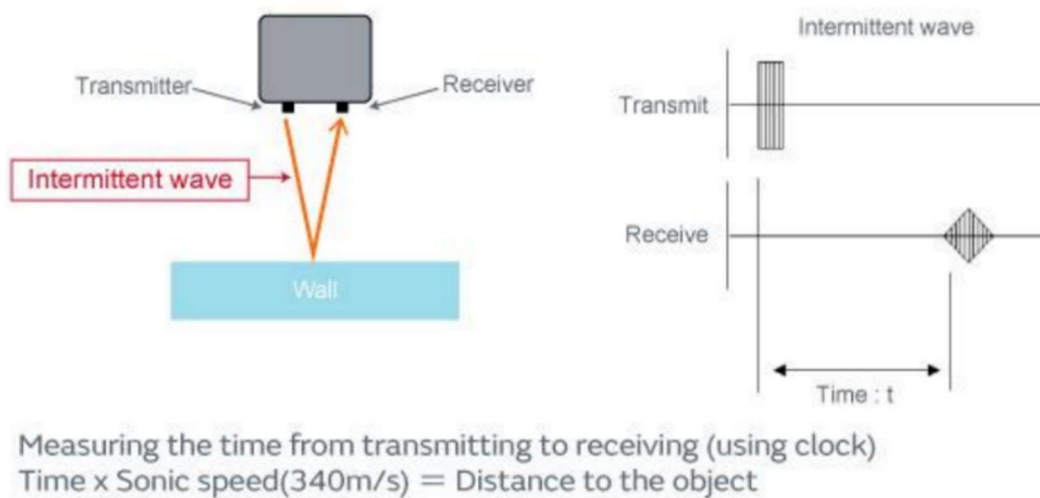 Intermittent wave
Transmitter
Receiver
Transmit
Intermittent wave
Receive
Wall
Time : t
Measuring the time from transmitting to receiving (using clock)
Time x Sonic speed(340m/s) = Distance to the object